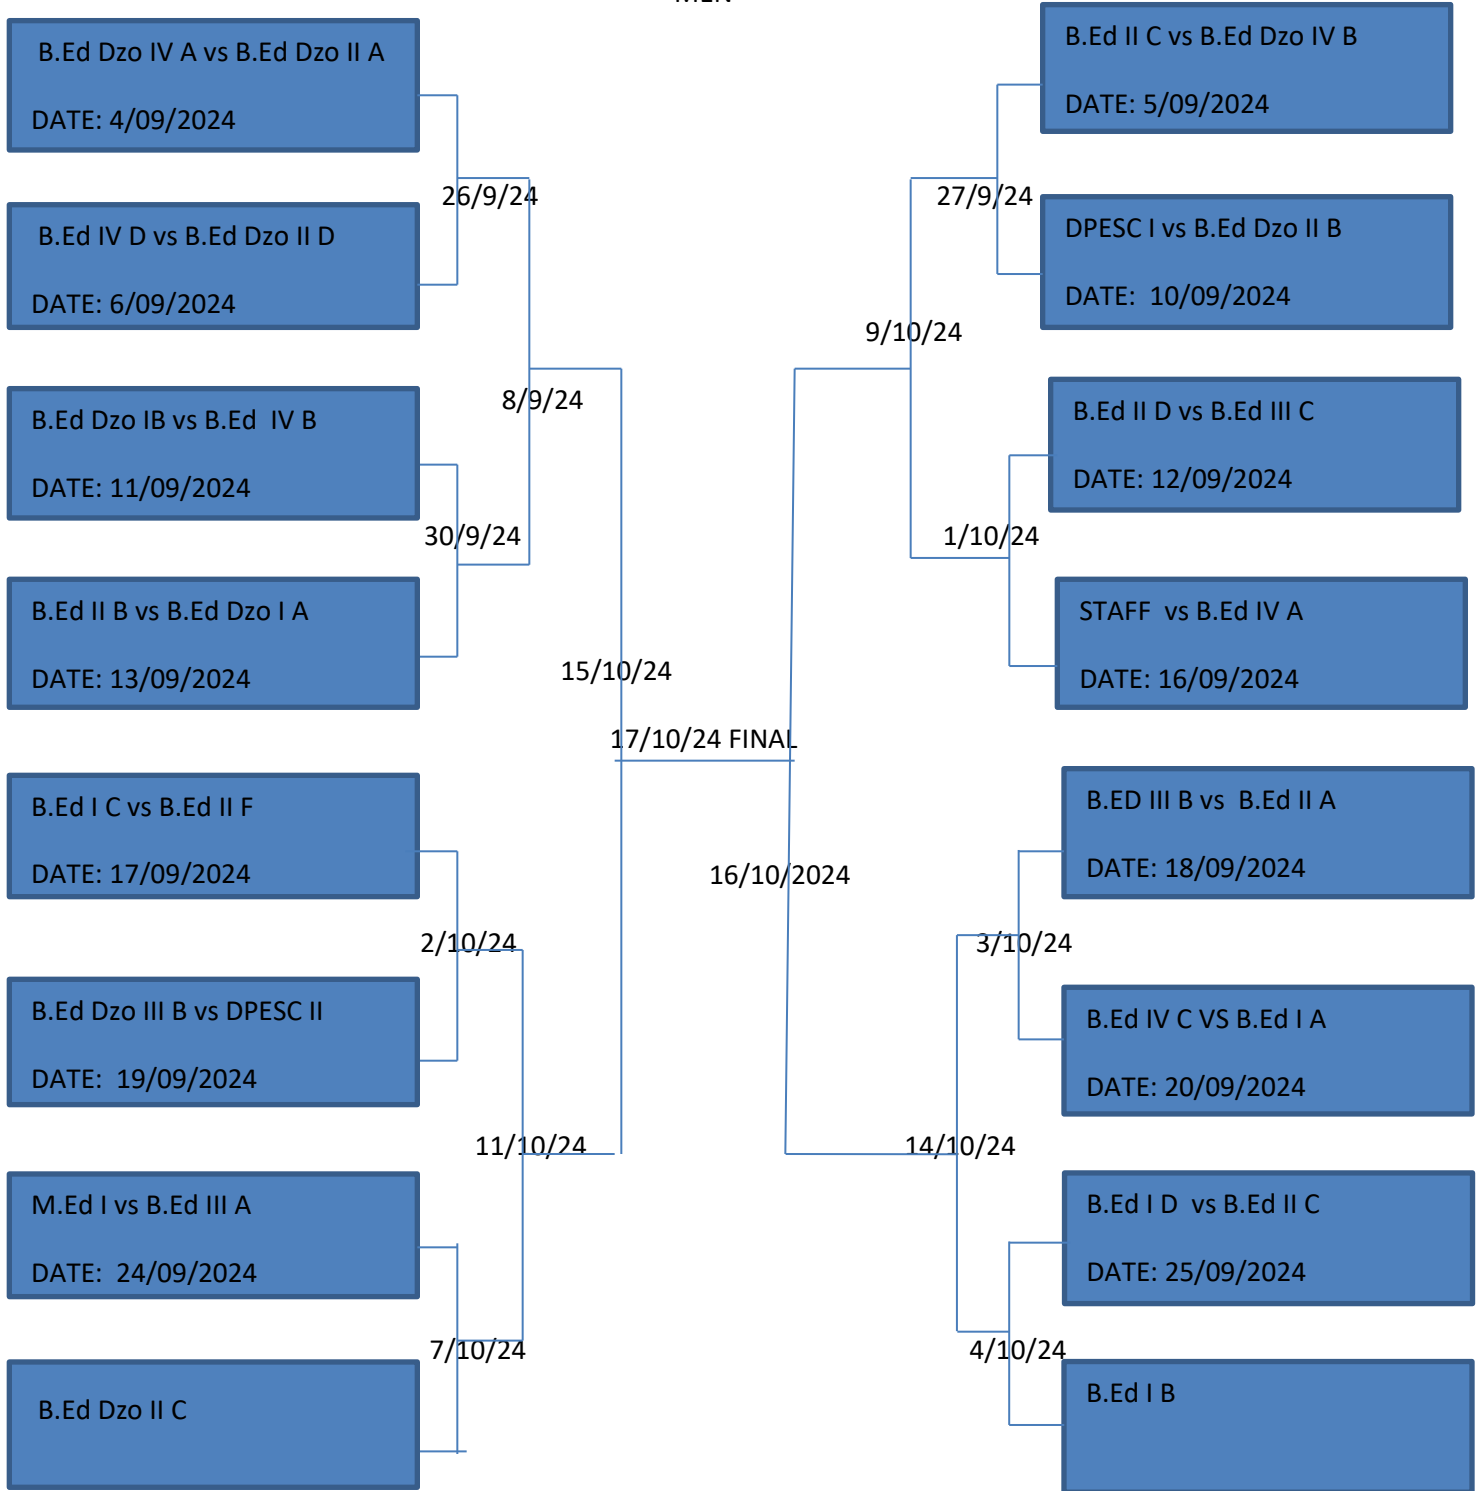 MEN
B.Ed Dzo IV A vs B.Ed Dzo II A
DATE: 4/09/2024
B.Ed IV D vs B.Ed Dzo II D
DATE: 6/09/2024
B.Ed Dzo IB vs B.Ed  IV B
DATE: 11/09/2024
B.Ed II B vs B.Ed Dzo I A
DATE: 13/09/2024
B.Ed I C vs B.Ed II F
DATE: 17/09/2024
B.Ed Dzo III B vs DPESC II
DATE:  19/09/2024
M.Ed I vs B.Ed III A
DATE:  24/09/2024
B.Ed Dzo II C
26/9/24
30/9/24
2/10/24
7/10/24
8/9/24
11/10/24
15/10/24
17/10/24 FINAL
16/10/2024
9/10/24
14/10/24
27/9/24
1/10/24
3/10/24
4/10/24
B.Ed II C vs B.Ed Dzo IV B
DATE: 5/09/2024
DPESC I vs B.Ed Dzo II B
DATE:  10/09/2024
B.Ed II D vs B.Ed III C
DATE: 12/09/2024
STAFF  vs B.Ed IV A
DATE: 16/09/2024
B.ED III B vs  B.Ed II A
DATE: 18/09/2024
B.Ed IV C VS B.Ed I A
DATE: 20/09/2024
B.Ed I D  vs B.Ed II C
DATE: 25/09/2024
B.Ed I B